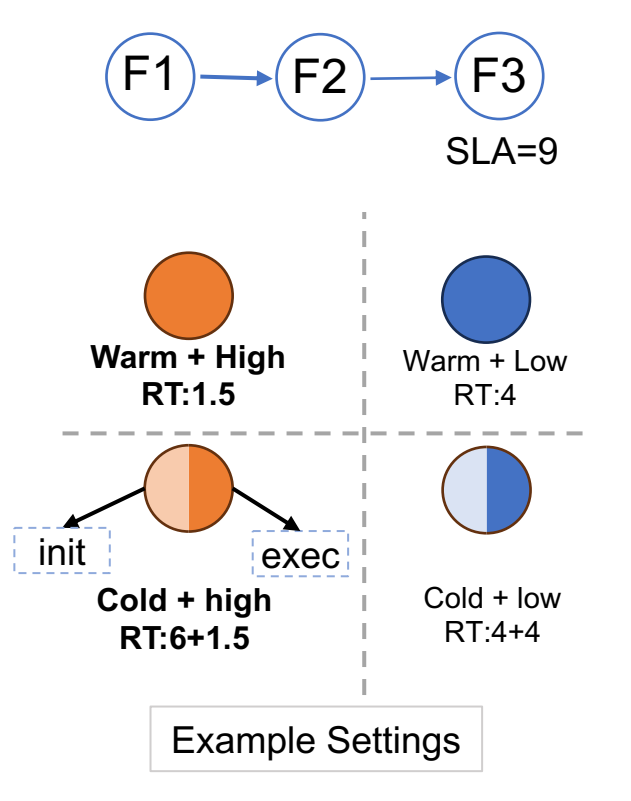 F1
F2
F3
SLA=9
Warm + High
RT:1.5
Warm + Low
RT:4
init
exec
Cold + high
RT:6+1.5
Cold + low
RT:4+4
Example Settings